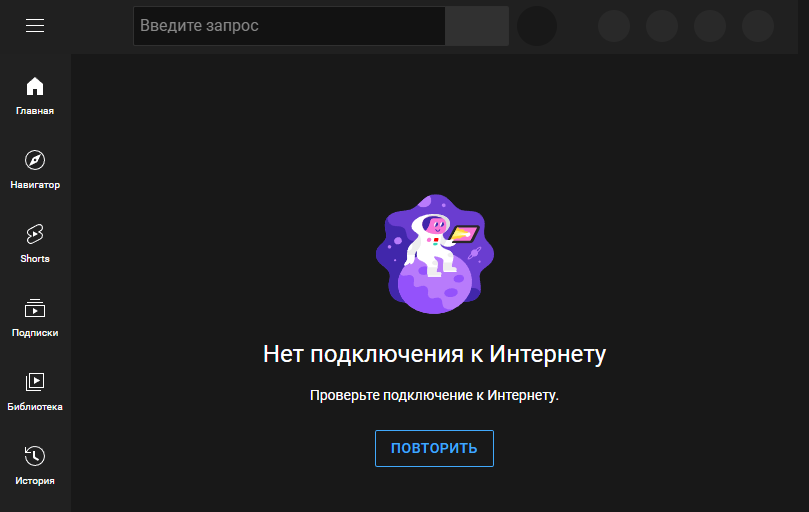 Введите запрос
Главная
Навигатор
Shorts
Подписки
Библиотека
История
Нет подключения к Интернету
Проверьте подключение к Интернету.
ПОВТОРИТЬ